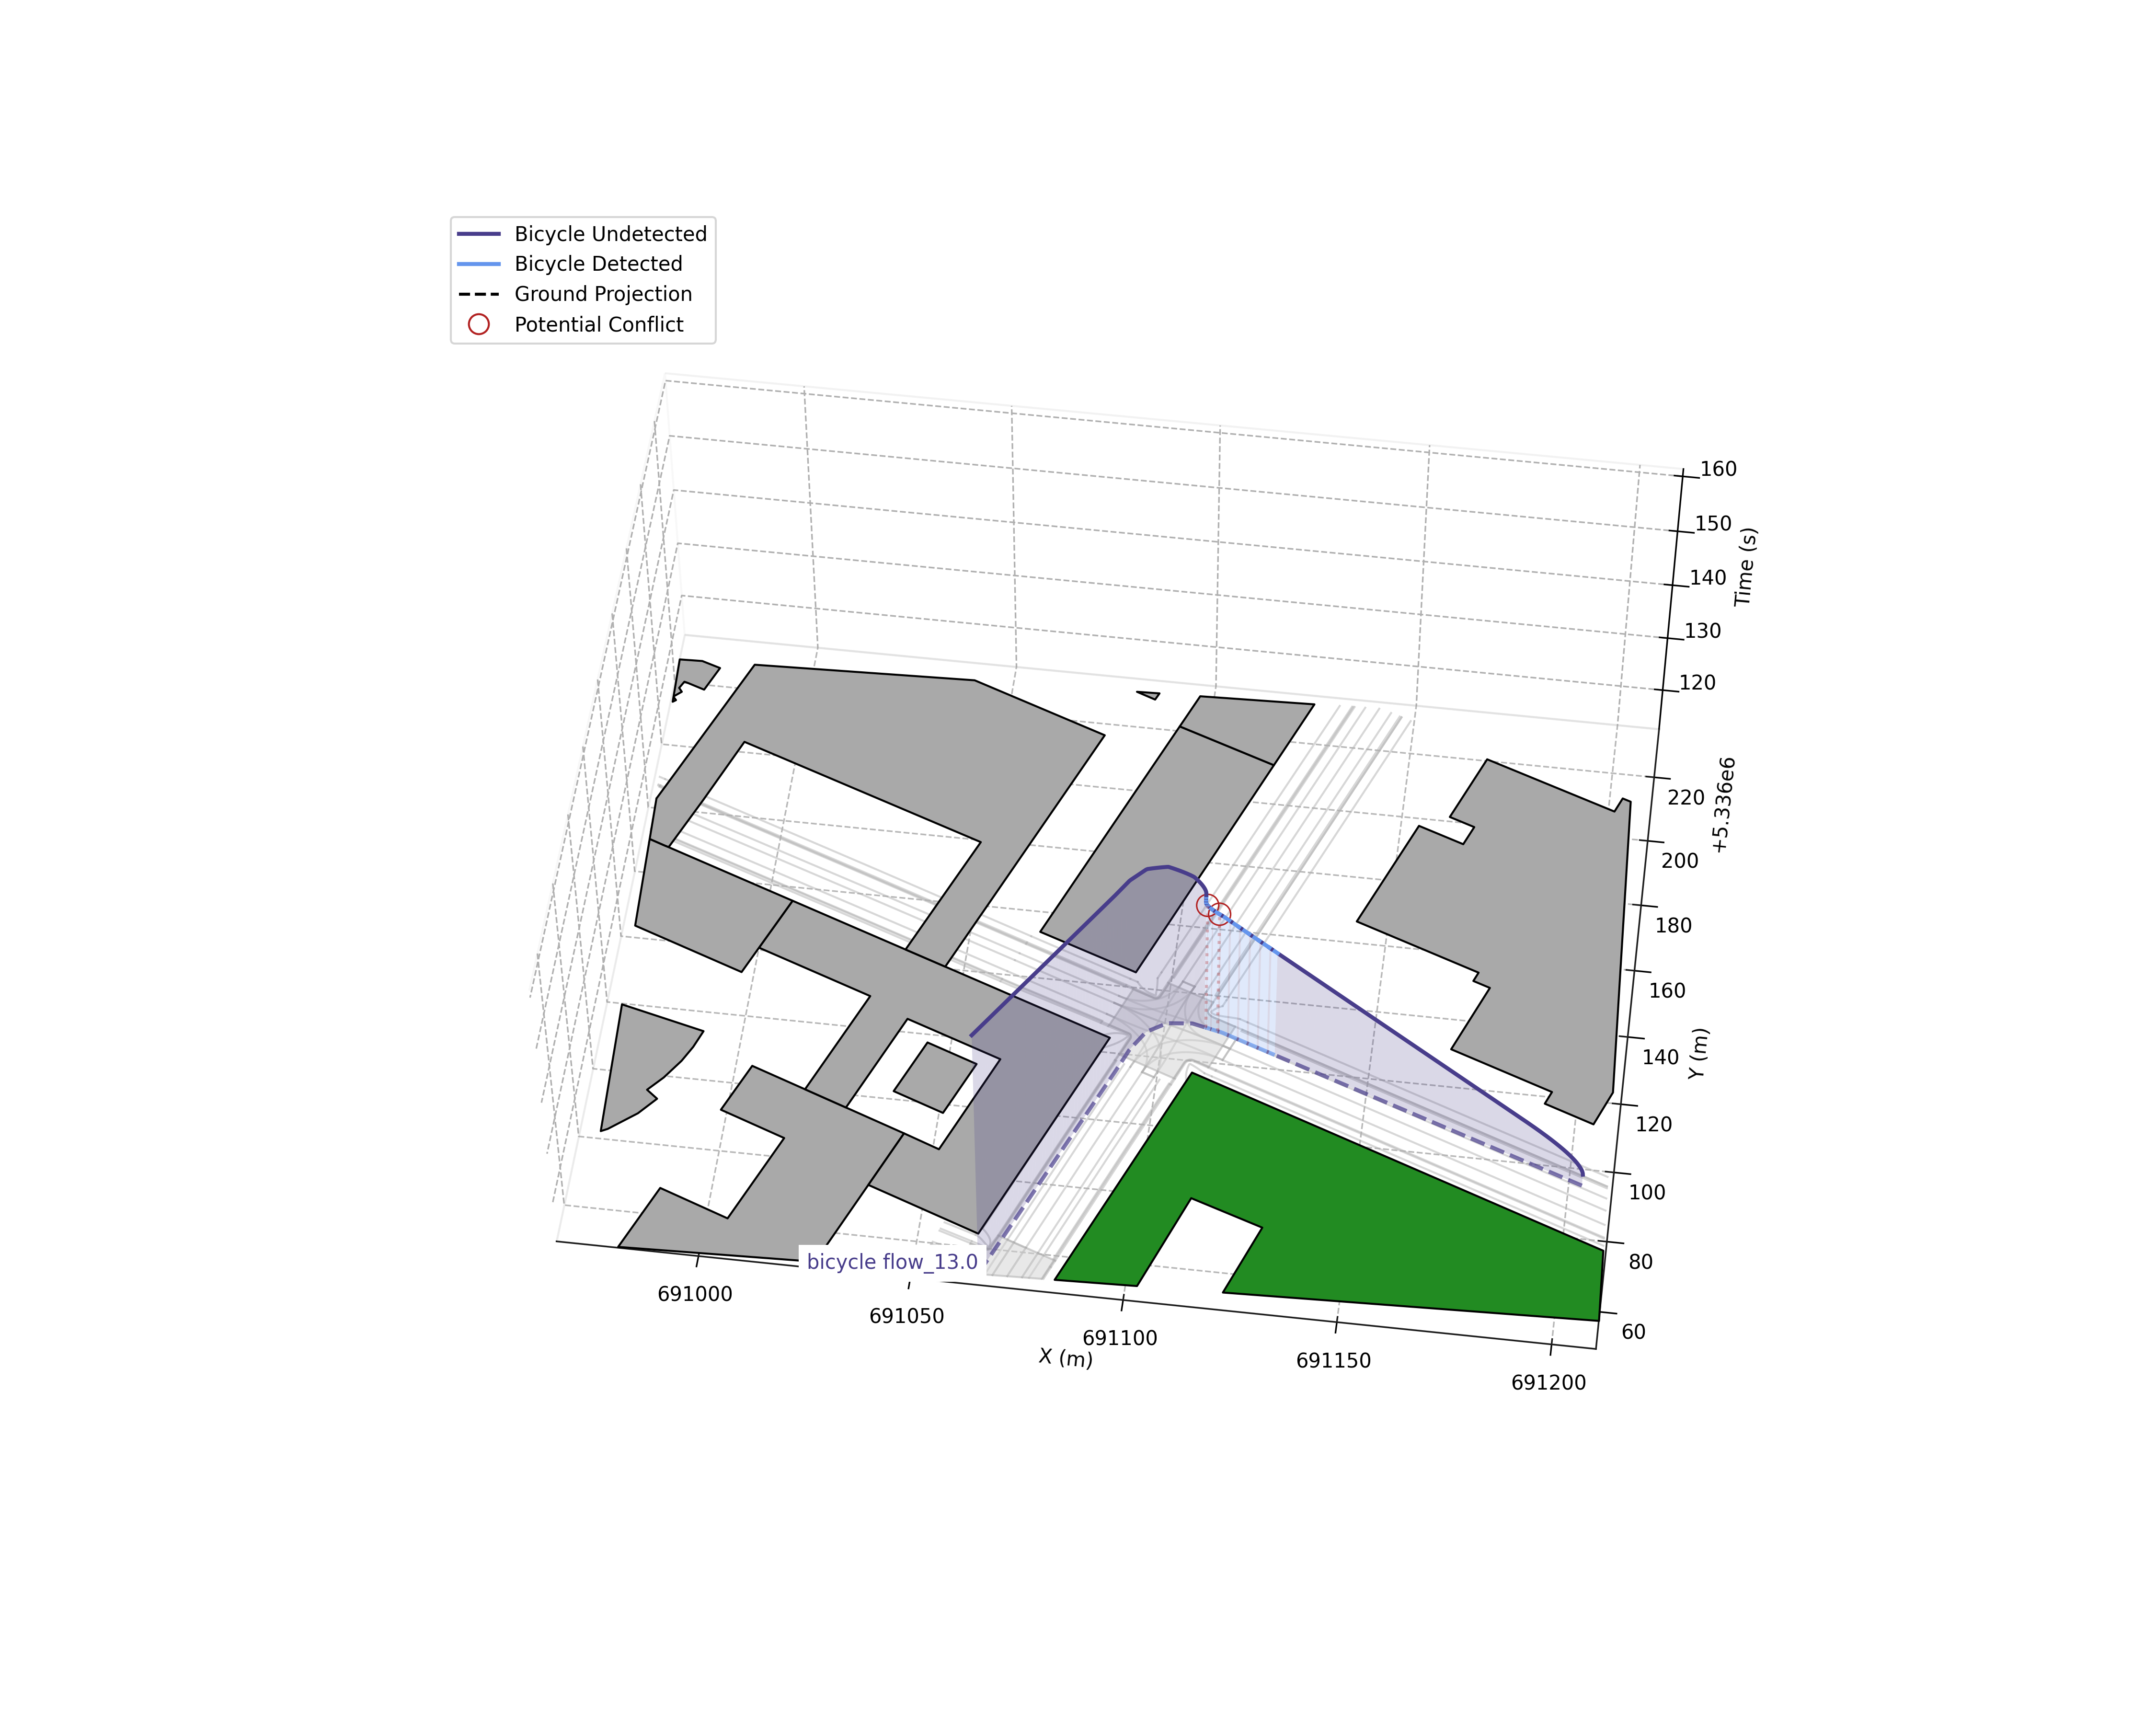 Bicycle Undetected
Bicycle Detected
Ground Projection
Potential Conflict
160
150
140
130
120
Time (s)
220
200
180
160
140
120
100
80
60
+5.336e6
Y (m)
bicycle flow_13.0
691000
691050
691100
691150
691200
X (m)